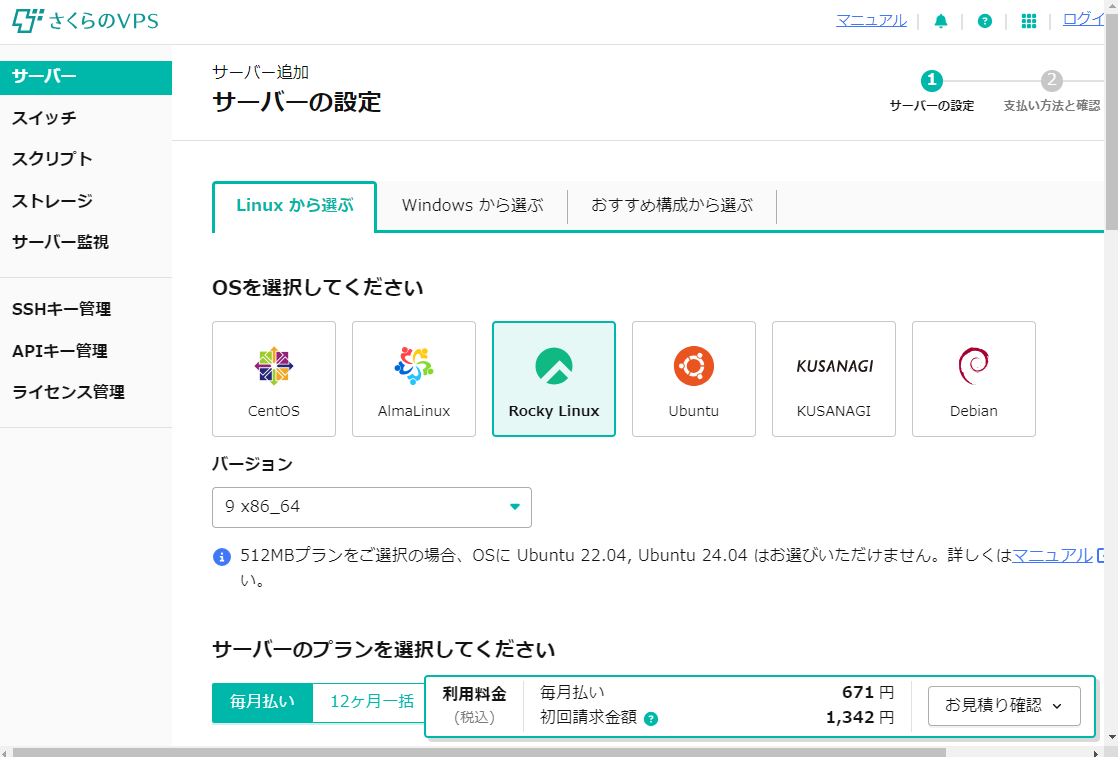 さくらのVPS
マニュアル
ログイ
サーバー
スイッチ
スクリプト
ストレージ
サーバー監視
SSHキー管理
APIキー管理
ライセンス管理
サーバー追加
サーバーの設定
1
サーバーの設定
2
支払い方法と確認
Linux から選ぶ
Windows から選ぶ
おすすめ構成から選ぶ
OSを選択してください
CentOS
AlmaLinux
Rocky Linux
Ubuntu
KUSANAGI
KUSANAGI
Debian
バージョン
9 x86_64
512MBプランをご選択の場合、OSに Ubuntu 22.04, Ubuntu 24.04 はお選びいただけません。詳しくはマニュアル
い。
サーバーのプランを選択してください
毎月払い
12ヶ月一括
利用料金
(税込)
毎月払い 671 円
初回請求金額 ? 1,342 円
お見積り確認